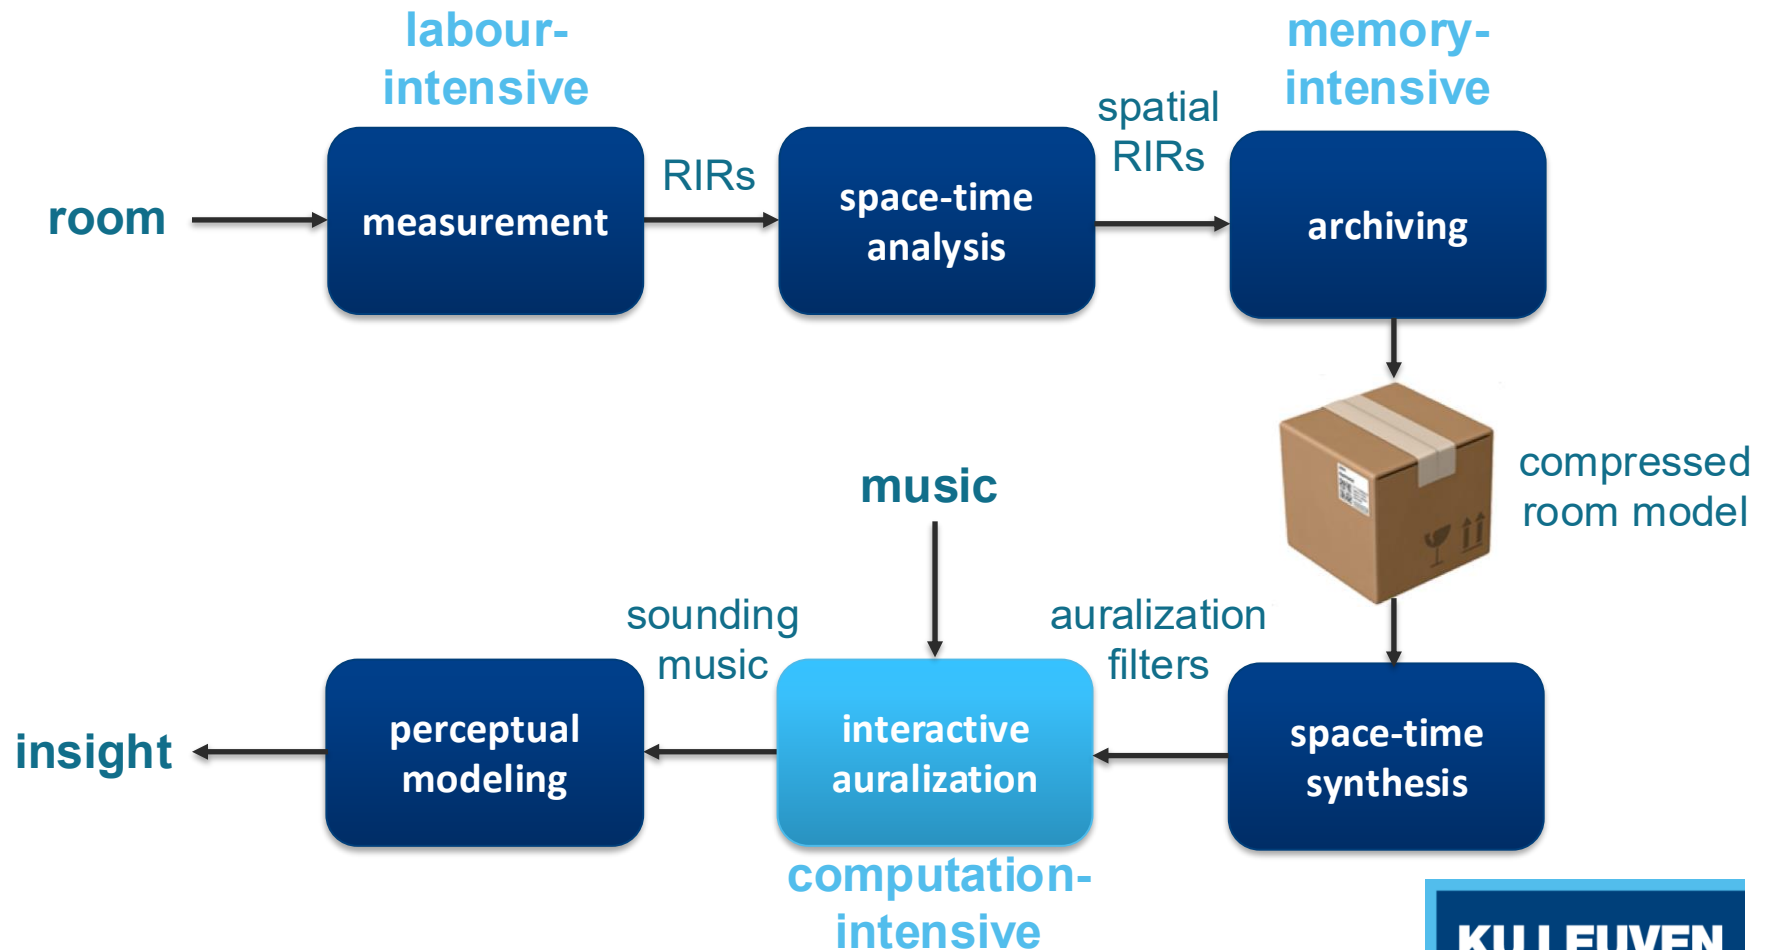 labour-
intensive
memory-
intensive
spatial
RIRs
RIRs
room
measurement
space-time
analysis
archiving
compressed
room model
music
sounding
music
auralization
filters
insight
perceptual
modeling
interactive
auralization
space-time
synthesis
computation-
intensive
KU LEUVEN